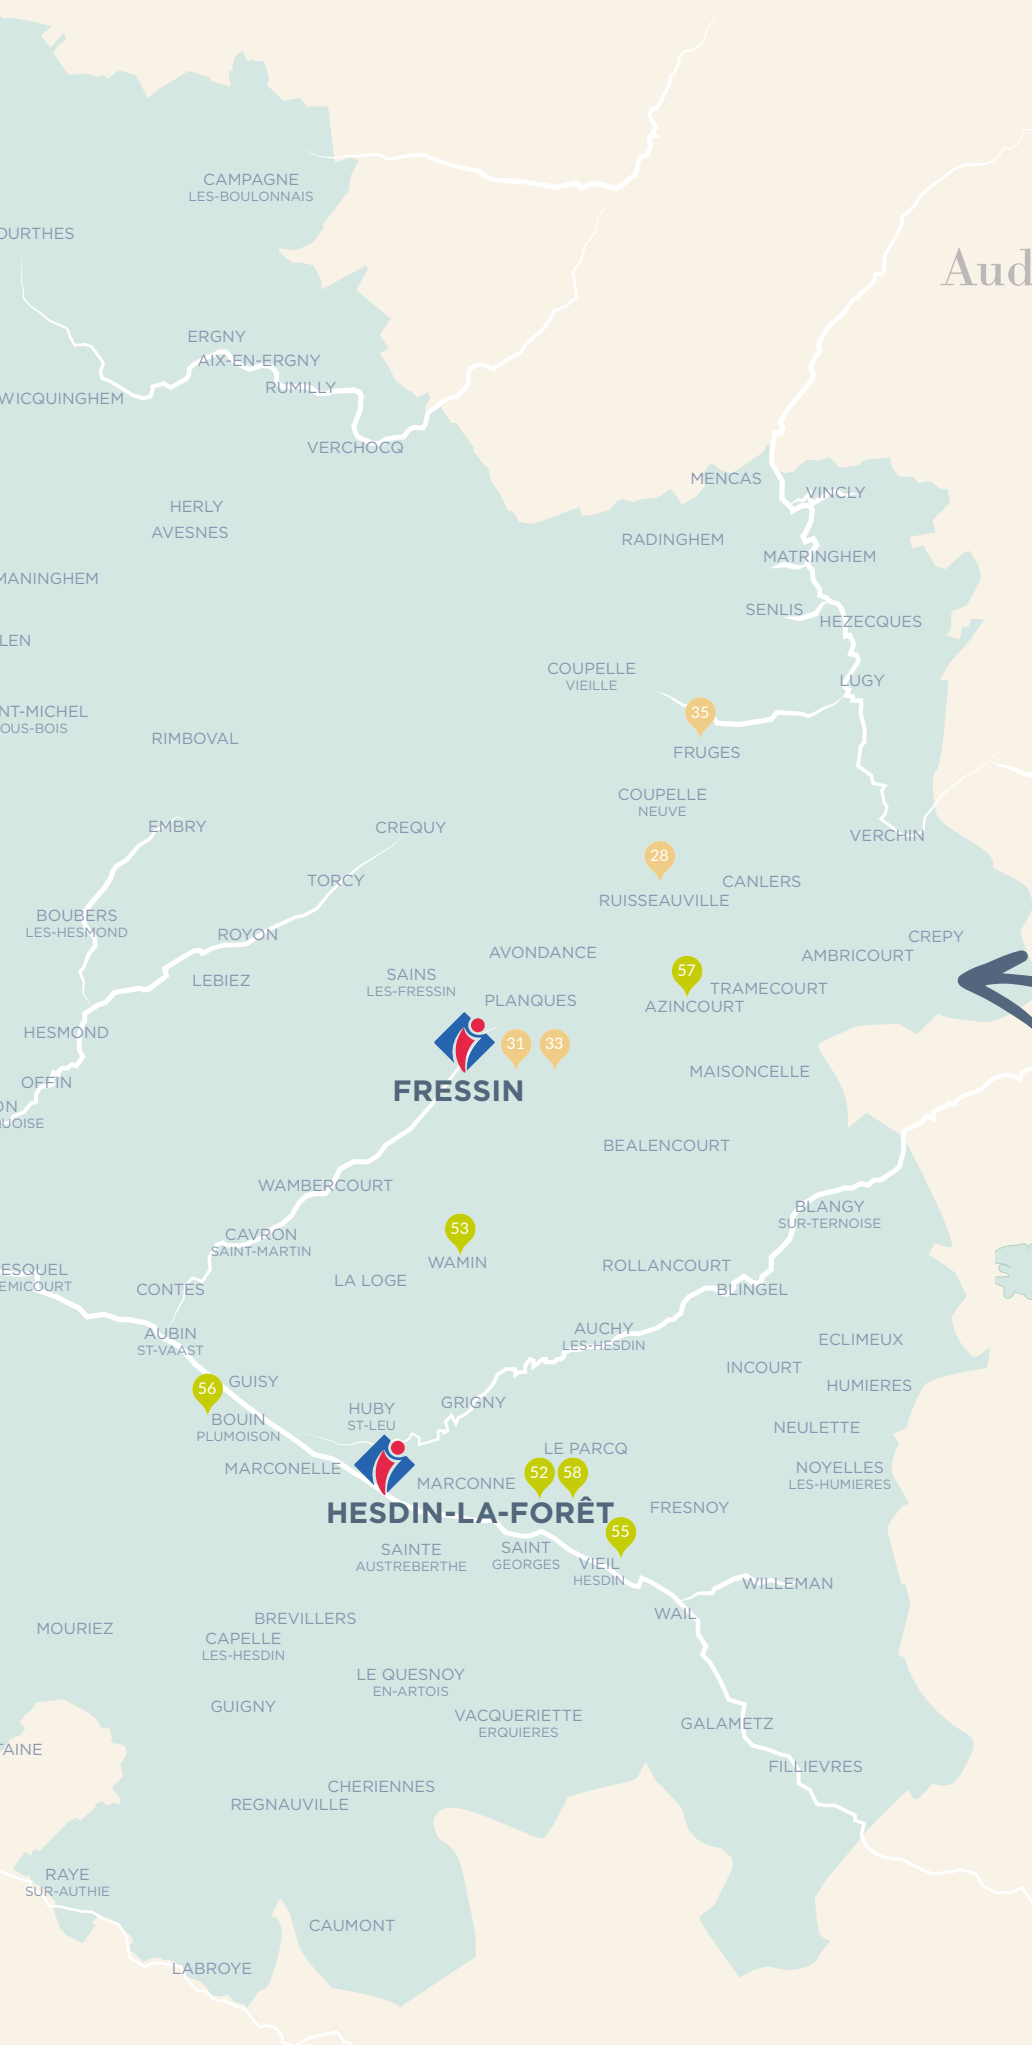 CAMPAGNE
LES-BOULONNAIS
OURTHES
Aud
ERGNY
AIX-EN-ERGNY
RUMILLY
WICQUINGHEM
VERCHOCQ
MENCAS
VINCLY
HERLY
AVESNES
RADINGHEM
MATRINGHEM
MANINGHEM
SENLIS
HEZECQUES
LEN
COUPELLE
VIEILLE
LUGY
NT-MICHEL
OUS-BOIS
35
RIMBOVAL
FRUGES
COUPELLE
NEUVE
EMBRY
CREQUY
VERCHIN
28
TORCY
CANLERS
RUISSEAUVILLE
BOUBERS
LES-HESMOND
ROYON
CREPY
AVONDANCE
AMBRICOURT
LEBIEZ
SAINS
LES-FRESSIN
57
TRAMECOURT
PLANQUES
AZINCOURT
HESMOND
31
33
MAISONCELLE
OFFIN
FRESSIN
ON
QUOISE
BEALENCOURT
WAMBERCOURT
BLANGY
SUR-TERNOISE
CAVRON
SAINT-MARTIN
53
WAMIN
ESQUEL
EMICOURT
ROLLANCOURT
LA LOGE
CONTES
BLINGEL
AUBIN
ST-VAAST
AUCHY
LES-HESDIN
ECLIMEUX
INCOURT
GUISY
56
HUMIERES
GRIGNY
HUBY
ST-LEU
BOUIN
PLUMOISON
NEULETTE
LE PARCQ
MARCONELLE
NOYELLES
LES-HUMIERES
52
58
MARCONNE
HESDIN-LA-FORÊT
FRESNOY
55
SAINTE
AUSTREBERTHE
SAINT
GEORGES
VIEIL
HESDIN
WILLEMAN
WAIL
BREVILLERS
MOURIEZ
CAPELLE
LES-HESDIN
LE QUESNOY
EN-ARTOIS
GUIGNY
VACQUERIETTE
ERQUIERES
GALAMETZ
TAINE
FILLIEVRES
CHERIENNES
REGNAUVILLE
RAYE
SUR-AUTHIE
CAUMONT
LABROYE